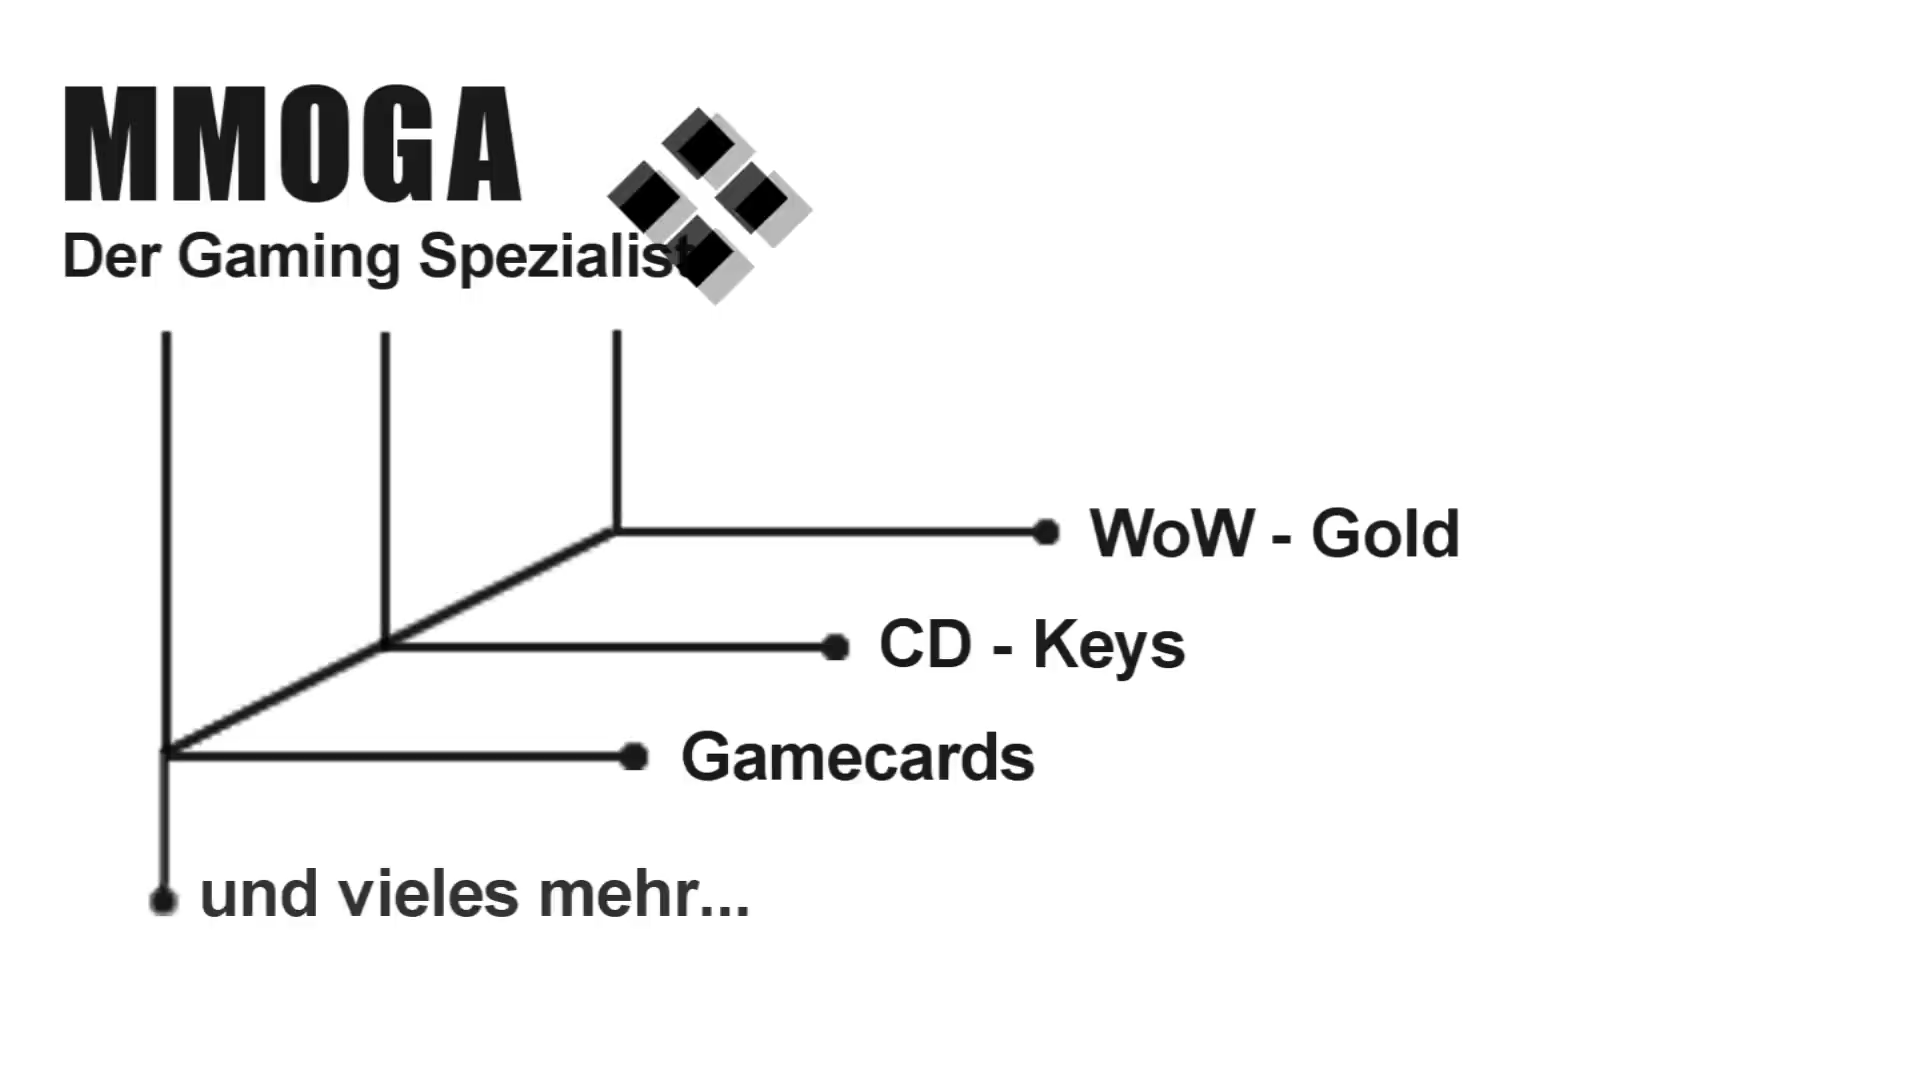 MMOGA
Der Gaming Spezialist
WoW - Gold
CD - Keys
Gamecards
und vieles mehr...